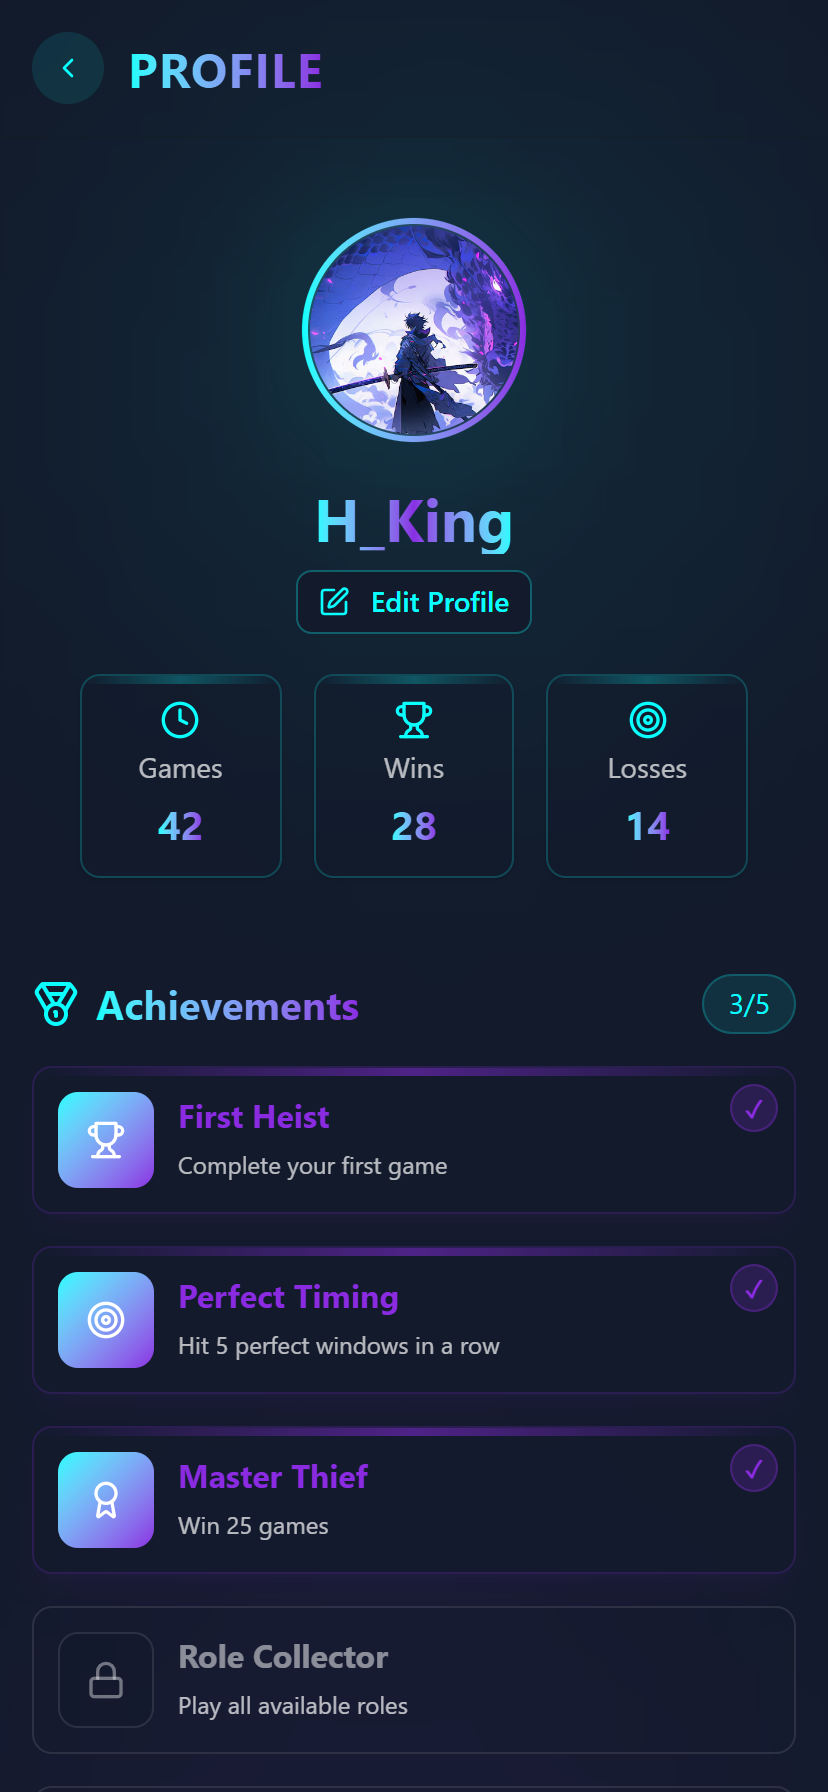 PROFILE
H_King
Edit Profile
Games
Wins
Losses
42
28
14
Achievements
3/5
First Heist
Complete your first game
Perfect Timing
Hit 5 perfect windows in a row
Master Thief
Win 25 games
Role Collector
Play all available roles